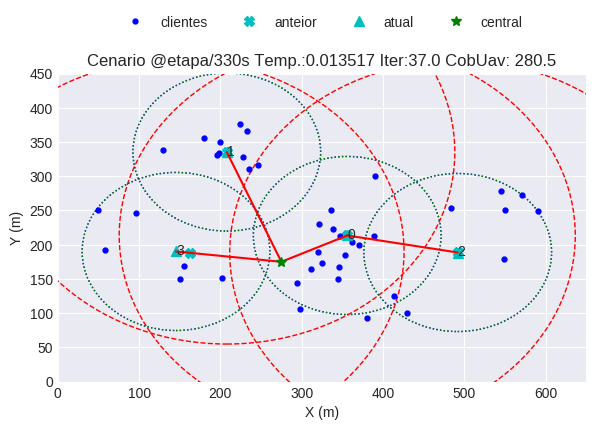 clientes anteior atual central
Cenario @etapa/330s Temp.:0.013517 Iter:37.0 CobUav: 280.5
450
400
350
300
250
200
150
100
50
0
Y (m)
1
0
3
2
0 100 200 300 400 500 600
X (m)